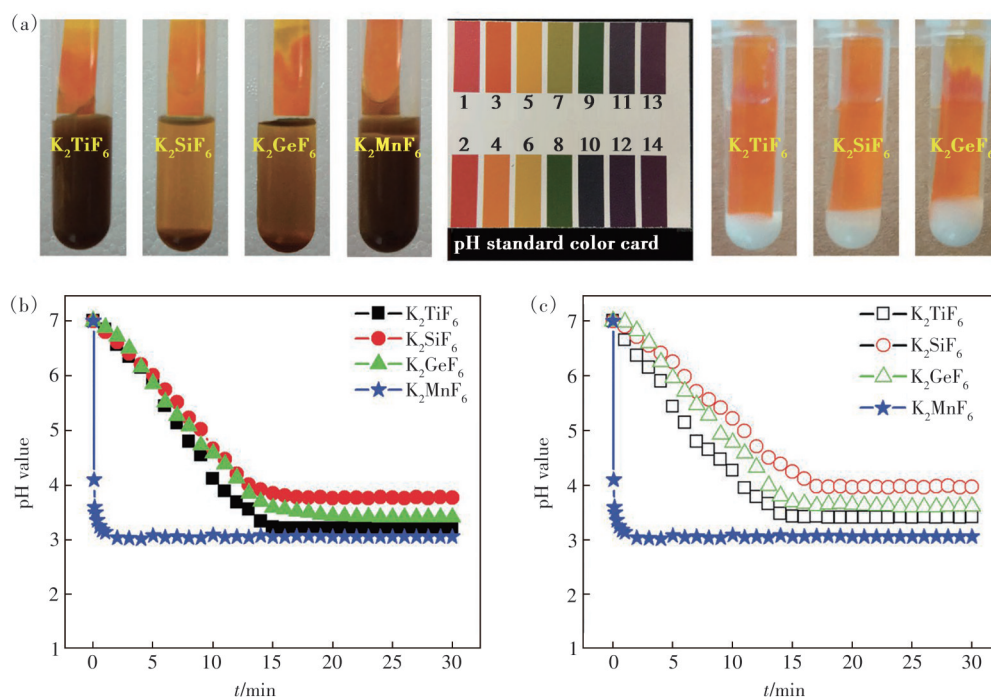 (a)
K₂TiF₆ K₂SiF₆ K₂GeF₆ K₂MnF₆
1 3 5 7 9 11 13
2 4 6 8 10 12 14
pH standard color card
K₂TiF₆ K₂SiF₆ K₂GeF₆
(b)
K₂TiF₆
K₂SiF₆
K₂GeF₆
K₂MnF₆
pH value
7
6
5
4
3
2
1
0 5 10 15 20 25 30
t/min
(c)
K₂TiF₆
K₂SiF₆
K₂GeF₆
K₂MnF₆
pH value
7
6
5
4
3
2
1
0 5 10 15 20 25 30
t/min